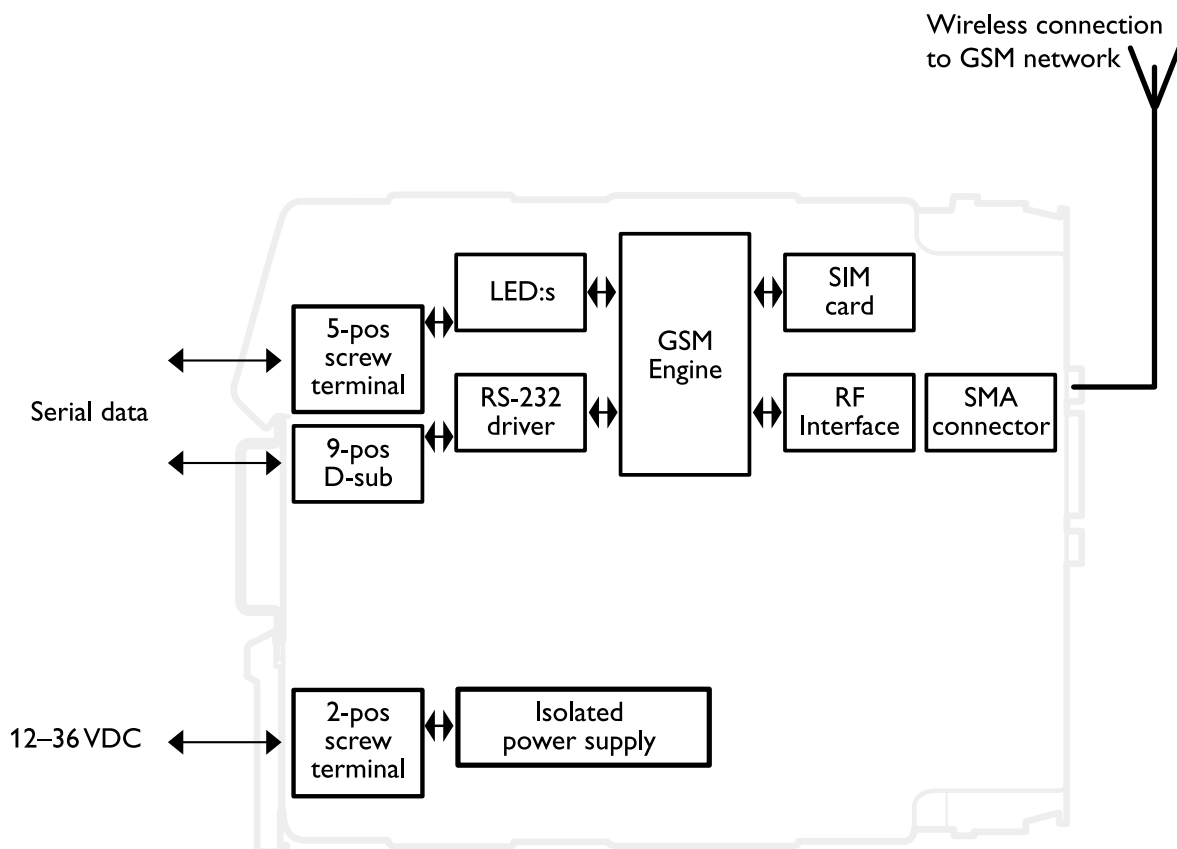 Wireless connection
to GSM network
LED:s
SIM
card
5-pos
screw
terminal
GSM
Engine
Serial data
RS-232
driver
RF
Interface
SMA
connector
9-pos
D-sub
12–36 VDC
2-pos
screw
terminal
Isolated
power supply